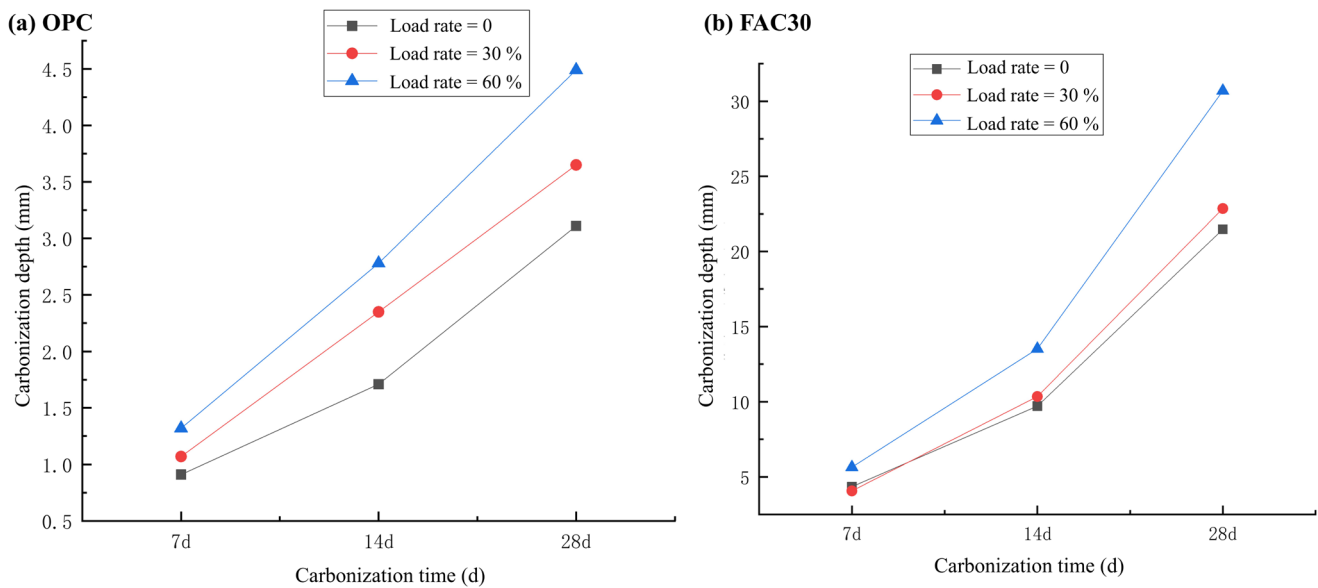 (a) OPC
Load rate = 0
Load rate = 30 %
Load rate = 60 %
4.5
4.0
3.5
3.0
2.5
2.0
1.5
1.0
0.5
Carbonization depth (mm)
7d
14d
28d
Carbonization time (d)
(b) FAC30
Load rate = 0
Load rate = 30 %
Load rate = 60 %
30
25
20
15
10
5
Carbonization depth (mm)
7d
14d
28d
Carbonization time (d)